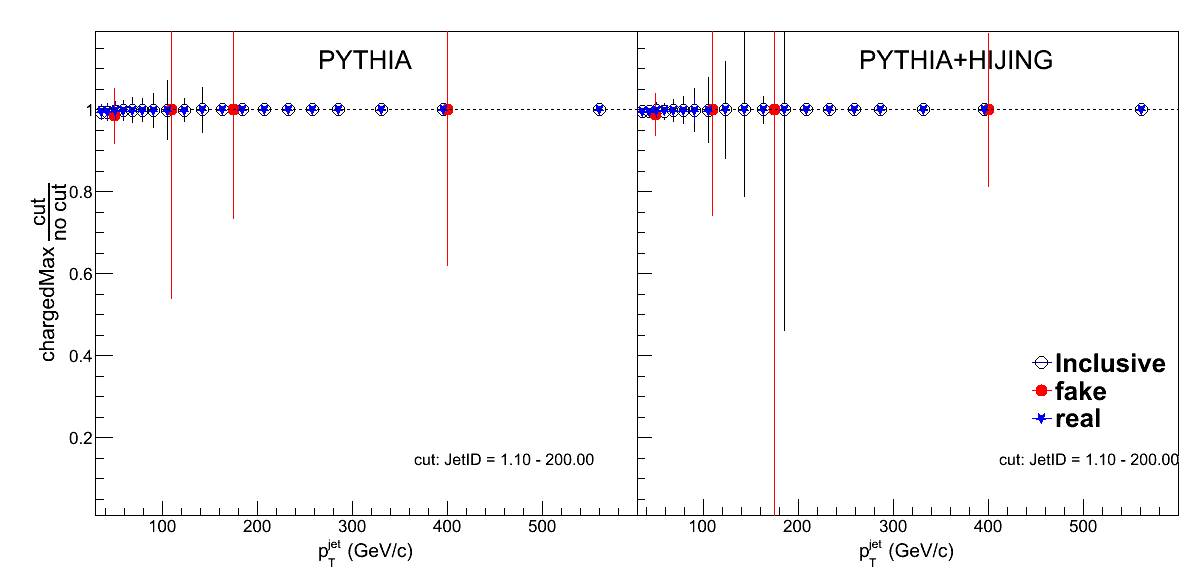 PYTHIA
PYTHIA+HIJING
chargedMax cut
no cut
1
0.8
0.6
0.4
0.2
Inclusive
fake
real
cut: JetID = 1.10 - 200.00
cut: JetID = 1.10 - 200.00
100 200 300 400 500
100 200 300 400 500
p_T^jet (GeV/c)
p_T^jet (GeV/c)